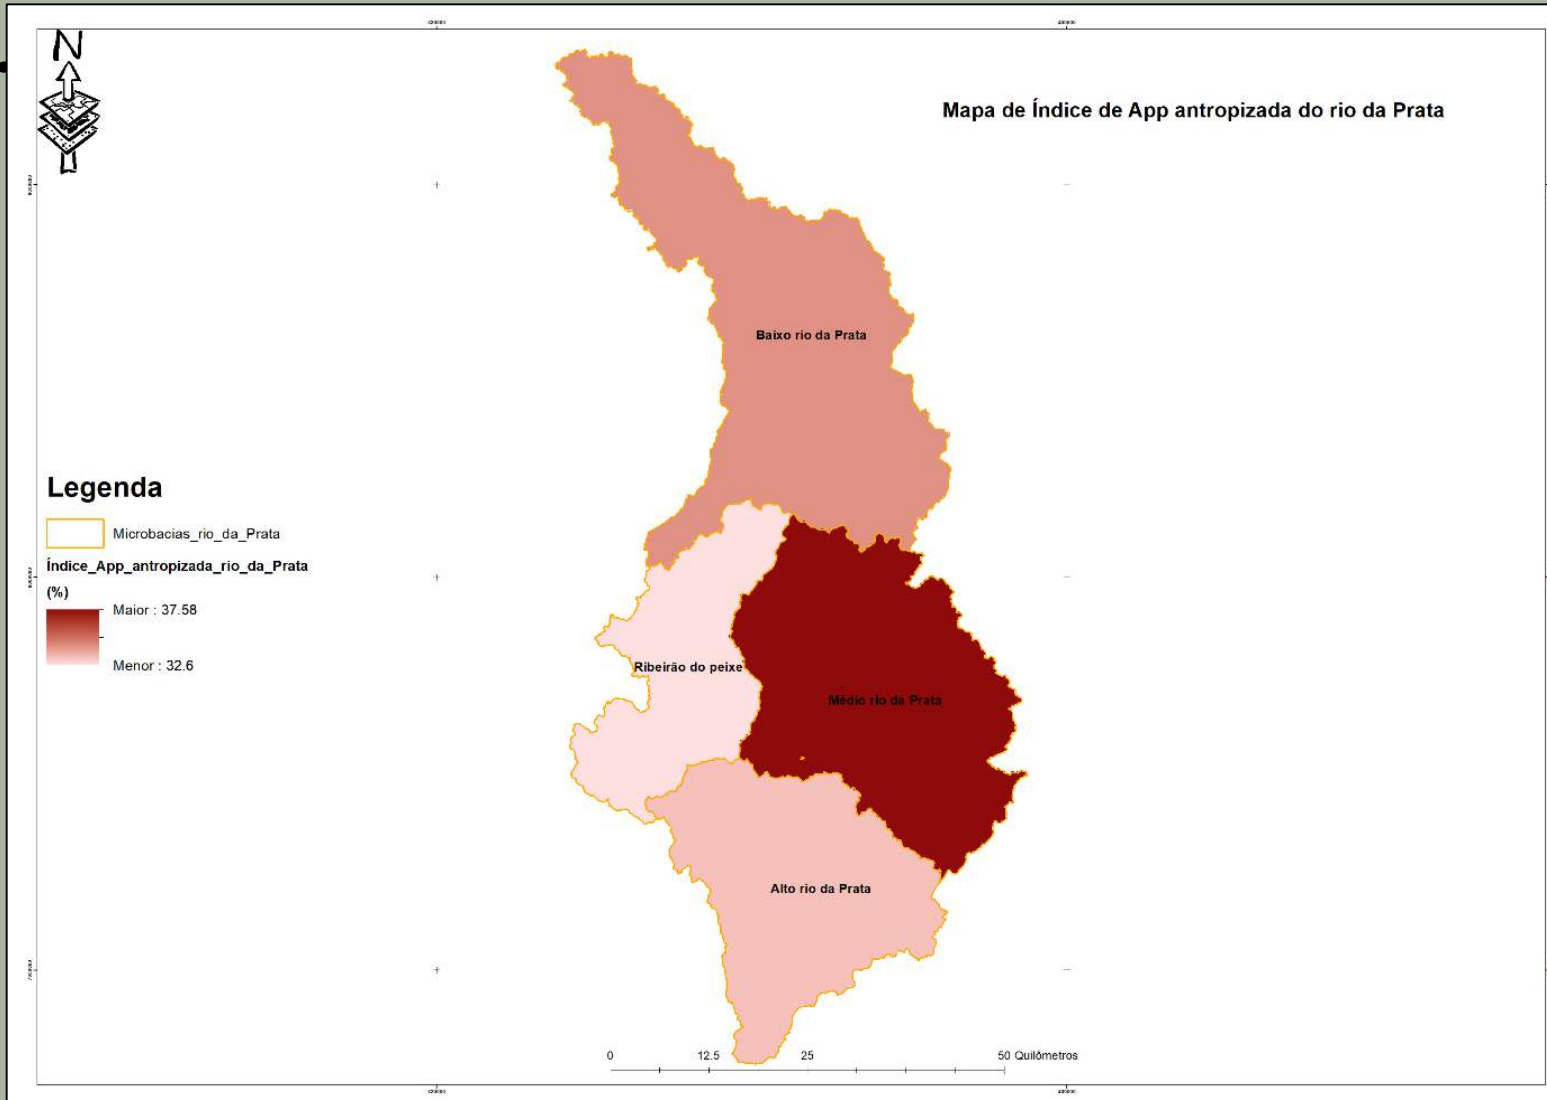 N
Mapa de Índice de App antropizada do rio da Prata
Baixo rio da Prata
Legenda
Microbacias_rio_da_Prata
Índice_App_antropizada_rio_da_Prata
(%)
Maior : 37.58
Menor : 32.6
Ribeirão do peixe
Médio rio da Prata
Alto rio da Prata
0 12.5 25 50 Quilômetros